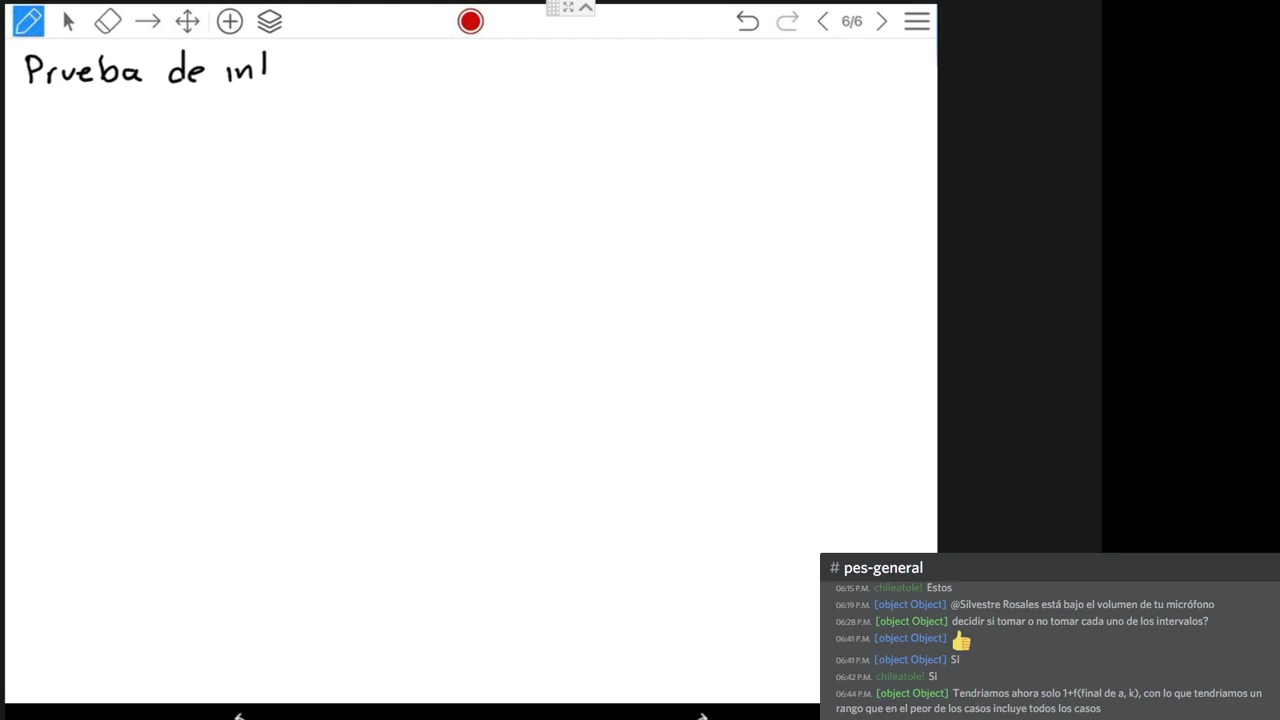 6/6
Prueba de inl
# pes-general
06:15 P.M. chileatole! Estos
06:19 P.M. [object Object] @Silvestre Rosales está bajo el volumen de tu micrófono
06:28 P.M. [object Object] decidir si tomar o no tomar cada uno de los intervalos?
06:41 P.M. [object Object] 👍
06:41 P.M. [object Object] SI
06:42 P.M. chileatole! Si
06:44 P.M. [object Object] Tendriamos ahora solo 1+f(final de a, k), con lo que tendriamos un
rango que en el peor de los casos incluye todos los casos